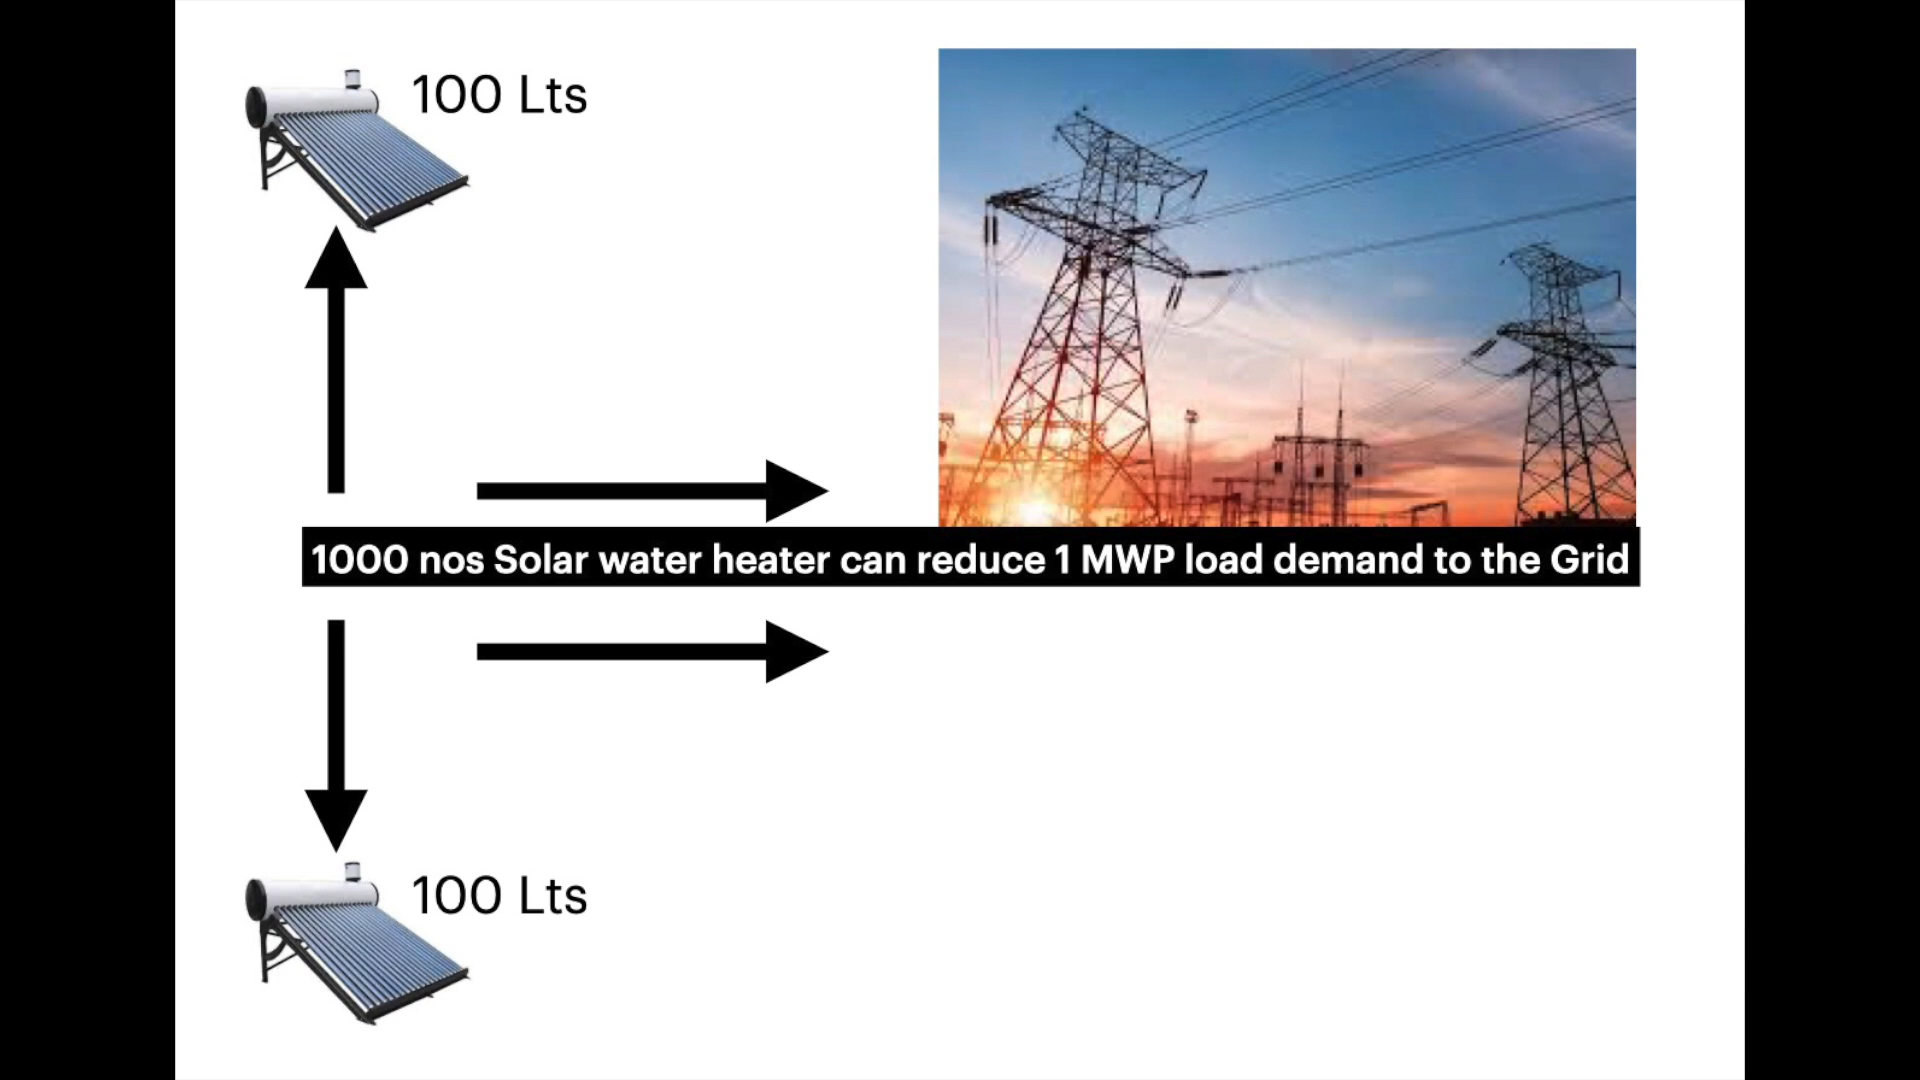 100 Lts
1000 nos Solar water heater can reduce 1 MWP load demand to the Grid
100 Lts